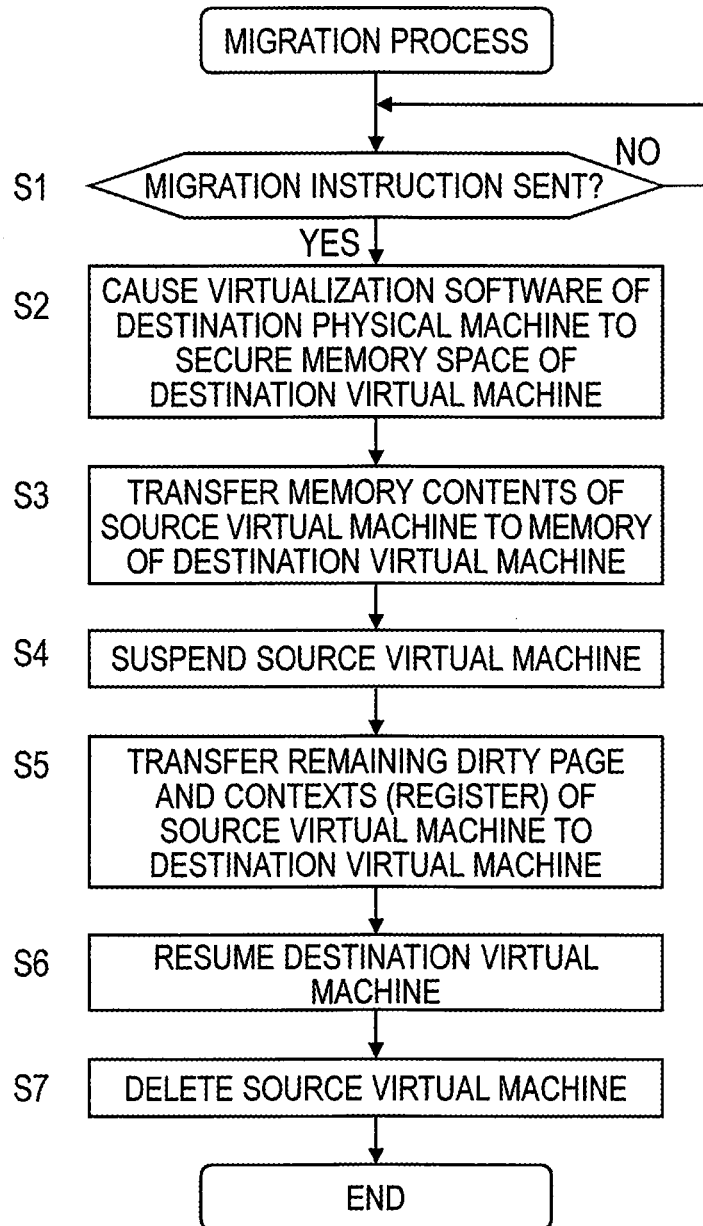 MIGRATION PROCESS
NO
S1
MIGRATION INSTRUCTION SENT?
YES
S2
CAUSE VIRTUALIZATION SOFTWARE OF
DESTINATION PHYSICAL MACHINE TO
SECURE MEMORY SPACE OF
DESTINATION VIRTUAL MACHINE
S3
TRANSFER MEMORY CONTENTS OF
SOURCE VIRTUAL MACHINE TO MEMORY
OF DESTINATION VIRTUAL MACHINE
S4
SUSPEND SOURCE VIRTUAL MACHINE
S5
TRANSFER REMAINING DIRTY PAGE
AND CONTEXTS (REGISTER) OF
SOURCE VIRTUAL MACHINE TO
DESTINATION VIRTUAL MACHINE
S6
RESUME DESTINATION VIRTUAL
MACHINE
S7
DELETE SOURCE VIRTUAL MACHINE
END